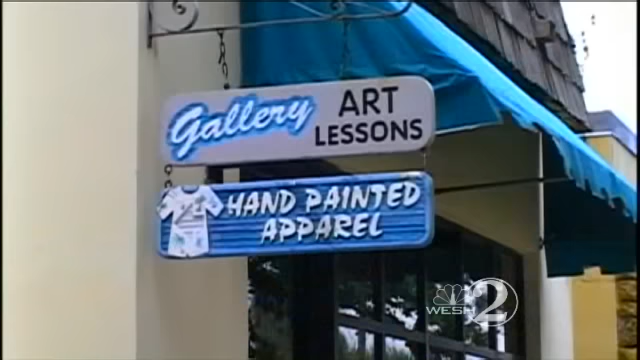 Gallery ART
LESSONS
HAND PAINTED
APPAREL
WESH 2